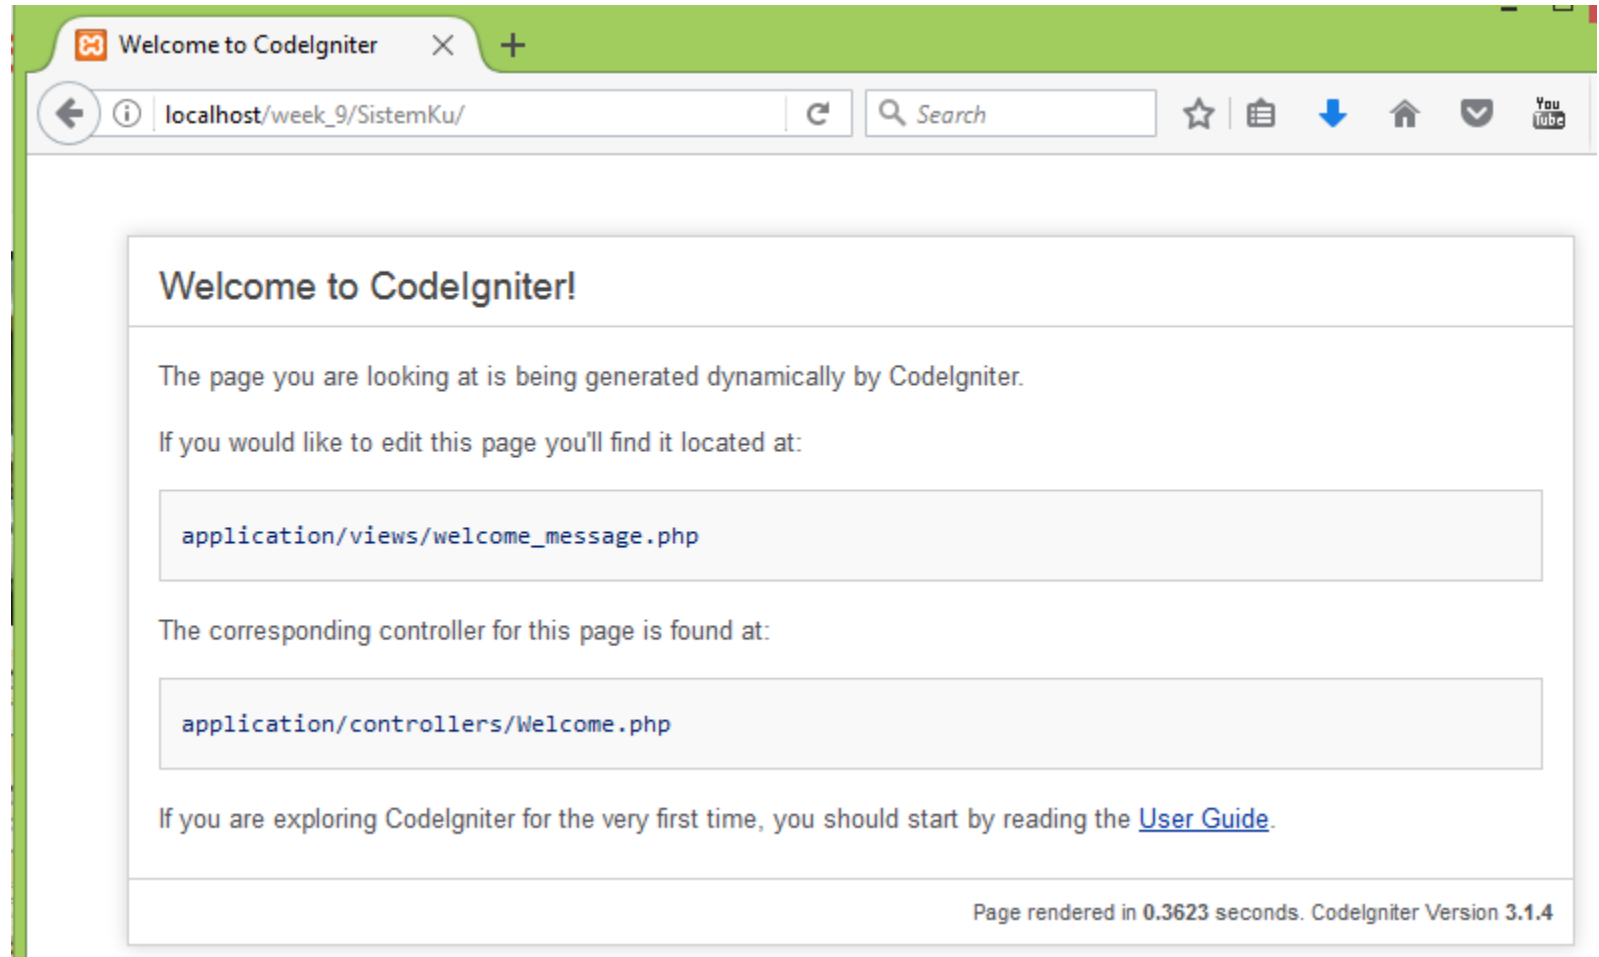 Welcome to CodeIgniter
localhost/week_9/SistemKu/
Search
You Tube
Welcome to CodeIgniter!
The page you are looking at is being generated dynamically by CodeIgniter.
If you would like to edit this page you'll find it located at:
application/views/welcome_message.php
The corresponding controller for this page is found at:
application/controllers/Welcome.php
If you are exploring CodeIgniter for the very first time, you should start by reading the User Guide.
Page rendered in 0.3623 seconds. CodeIgniter Version 3.1.4